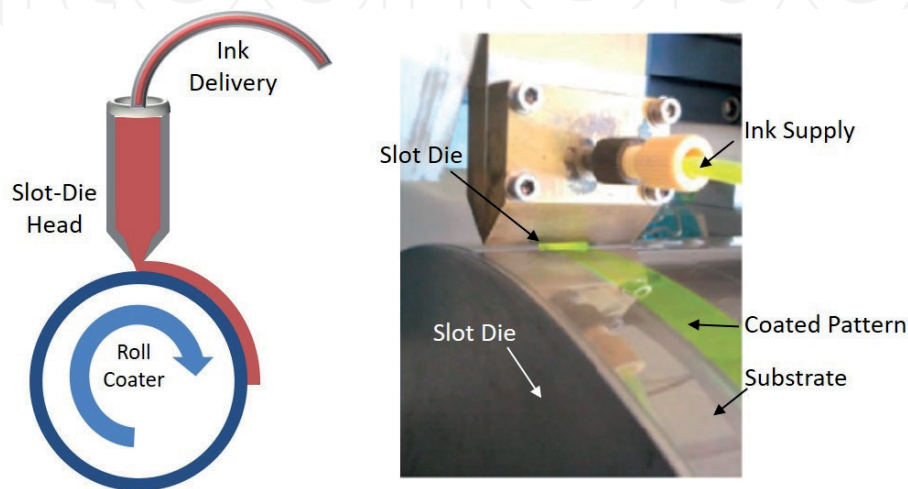 Ink
Delivery
Slot-Die
Head
Roll
Coater
Slot Die
Ink Supply
Slot Die
Coated Pattern
Substrate